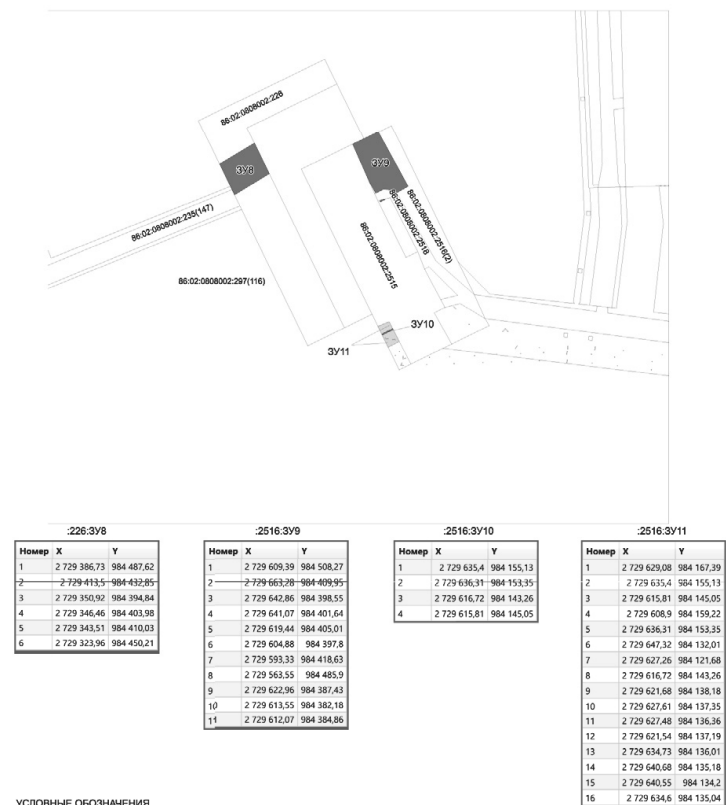 86:02:0808002:226
ЗУ8
ЗУ9
86:02:0808002:235(147)
86:02:0808002:2516(2)
86:02:0808002:2518
86:02:0808002:2515
86:02:0808002:297(116)
ЗУ10
ЗУ11
:226:ЗУ8
Номер X Y
1 2 729 386,73 984 487,62
2 2 729 413,5 984 432,85
3 2 729 350,92 984 394,84
4 2 729 346,46 984 403,98
5 2 729 343,51 984 410,03
6 2 729 323,96 984 450,21
:2516:ЗУ9
Номер X Y
1 2 729 609,39 984 508,27
2 2 729 663,28 984 409,95
3 2 729 642,86 984 398,55
4 2 729 641,07 984 401,64
5 2 729 619,44 984 405,01
6 2 729 604,88 984 397,8
7 2 729 593,33 984 418,63
8 2 729 563,55 984 485,9
9 2 729 622,96 984 387,43
10 2 729 613,55 984 382,18
11 2 729 612,07 984 384,86
:2516:ЗУ10
Номер X Y
1 2 729 635,4 984 155,13
2 2 729 636,31 984 153,35
3 2 729 616,72 984 143,26
4 2 729 615,81 984 145,05
:2516:ЗУ11
Номер X Y
1 2 729 629,08 984 167,39
2 2 729 635,4 984 155,13
3 2 729 615,81 984 145,05
4 2 729 608,9 984 159,22
5 2 729 636,31 984 153,35
6 2 729 647,32 984 132,01
7 2 729 627,26 984 121,68
8 2 729 616,72 984 143,26
9 2 729 621,68 984 138,18
10 2 729 627,61 984 137,35
11 2 729 627,48 984 136,36
12 2 729 621,54 984 137,19
13 2 729 634,73 984 136,01
14 2 729 640,68 984 135,18
15 2 729 640,55 984 134,2
16 2 729 634,6 984 135,04
УСЛОВНЫЕ ОБОЗНАЧЕНИЯ